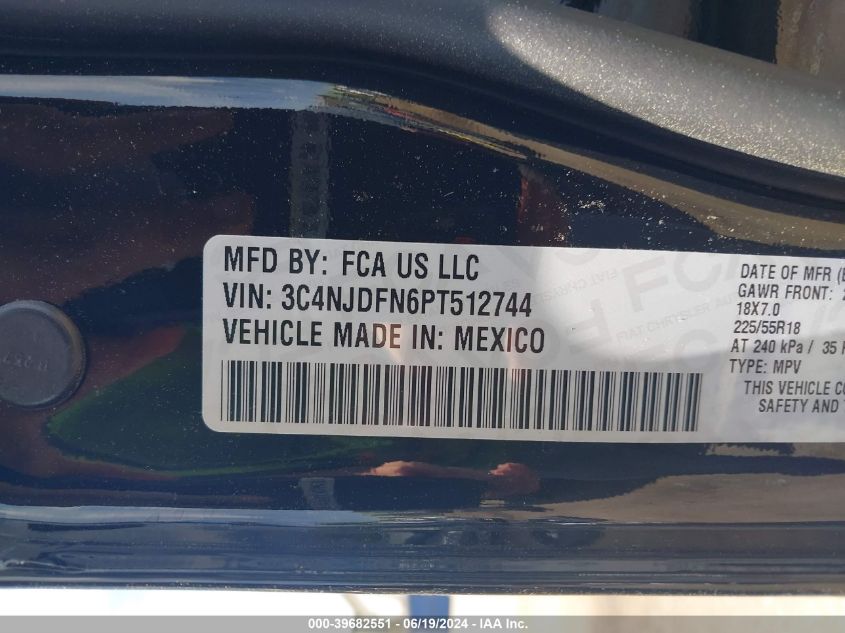 MFD BY: FCA US LLC
VIN: 3C4NJDFN6PT512744
VEHICLE MADE IN: MEXICO
DATE OF MFR
GAWR FRONT:
18X7.0
225/55R18
AT 240 kPa / 35
TYPE: MPV
THIS VEHICLE
SAFETY AND
000-39682551 - 06/19/2024 - IAA Inc.